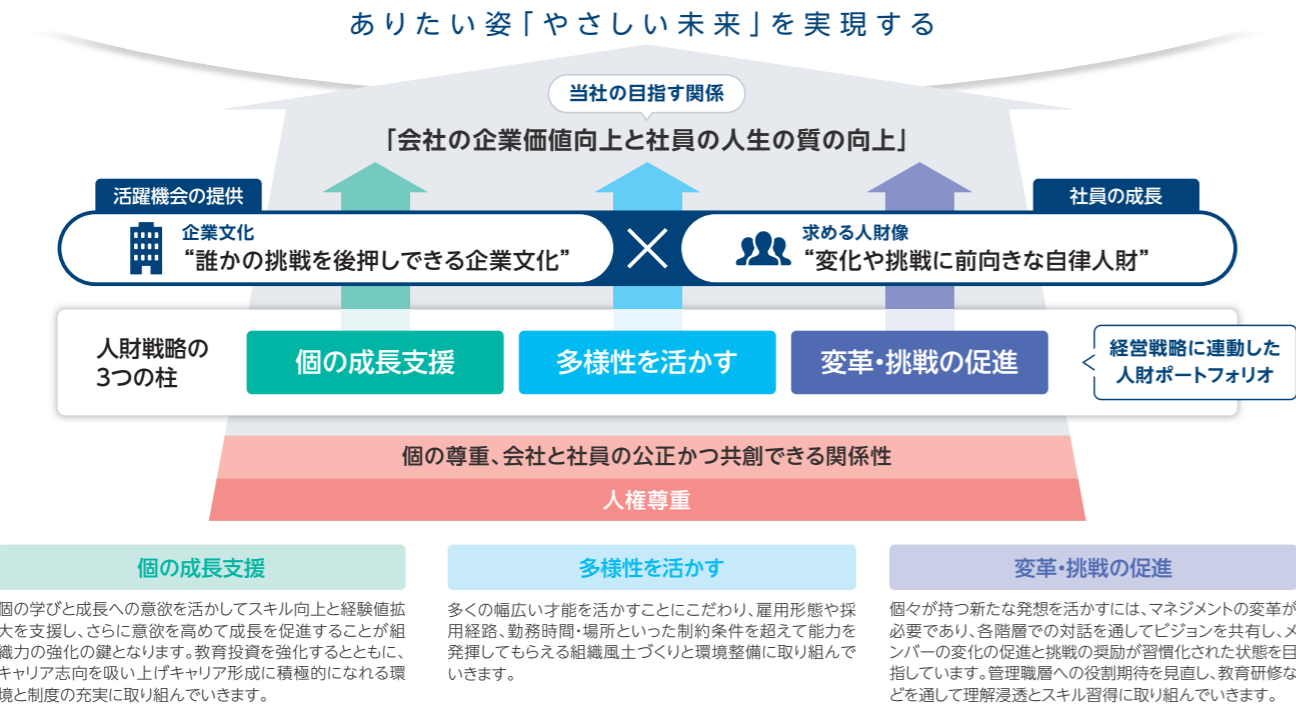 ありたい姿「やさしい未来」を実現する
当社の目指す関係
「会社の企業価値向上と社員の人生の質の向上」
活躍機会の提供
社員の成長
企業文化
“誰かの挑戦を後押しできる企業文化”
×
求める人財像
“変化や挑戦に前向きな自律人財”
人財戦略の
3つの柱
個の成長支援
多様性を活かす
変革・挑戦の促進
経営戦略に連動した
人財ポートフォリオ
個の尊重、会社と社員の公正かつ共創できる関係性
人権尊重
個の成長支援
個の学びと成長への意欲を活かしてスキル向上と経験値拡
大を支援し、さらに意欲を高めて成長を促進することが組
織力の強化の鍵となります。教育投資を強化するとともに、
キャリア志向を吸い上げキャリア形成に積極的になれる環
境と制度の充実に取り組んでいきます。
多様性を活かす
多くの幅広い才能を活かすことにこだわり、雇用形態や採
用経路、勤務時間・場所といった制約条件を超えて能力を
発揮してもらえる組織風土づくりと環境整備に取り組んで
いきます。
変革・挑戦の促進
個々が持つ新たな発想を活かすには、マネジメントの変革が
必要であり、各階層での対話を通してビジョンを共有し、メ
ンバーの変化の促進と挑戦の奨励が習慣化された状態を目
指しています。管理職層への役割期待を見直し、教育研修な
どを通して理解浸透とスキル習得に取り組んでいきます。